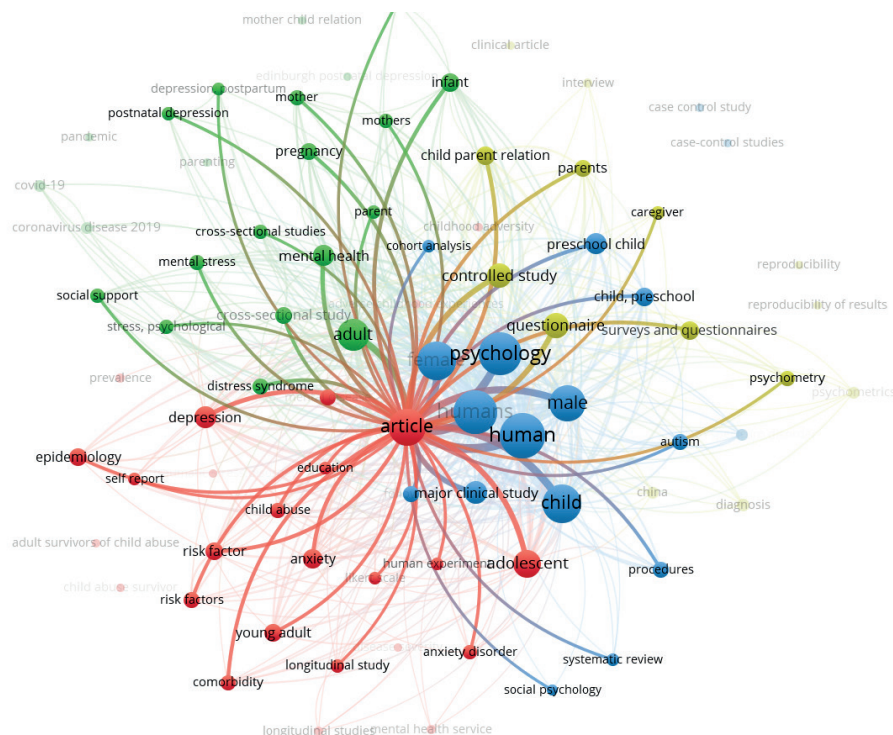 mother child relation
clinical article
edinburgh postnatal depression
infant
interview
depression, postpartum
mother
postnatal depression
mothers
case control study
pandemic
pregnancy
child parent relation
case-control studies
parenting
parents
covid-19
parent
caregiver
coronavirus disease 2019
cross-sectional studies
childhood adversity
cohort analysis
preschool child
mental stress
mental health
controlled study
reproducibility
social support
child, preschool
reproducibility of results
stress, psychological
cross-sectional study
questionnaire
surveys and questionnaires
adult
female
psychology
prevalence
distress syndrome
psychometry
psychometrics
depression
humans
male
article
human
autism
epidemiology
self report
education
major clinical study
child
china
diagnosis
child abuse
adult survivors of child abuse
risk factor
anxiety
human experiment
adolescent
procedures
likert scale
child abuse survivor
risk factors
young adult
longitudinal study
anxiety disorder
systematic review
comorbidity
social psychology
longitudinal studies
mental health service